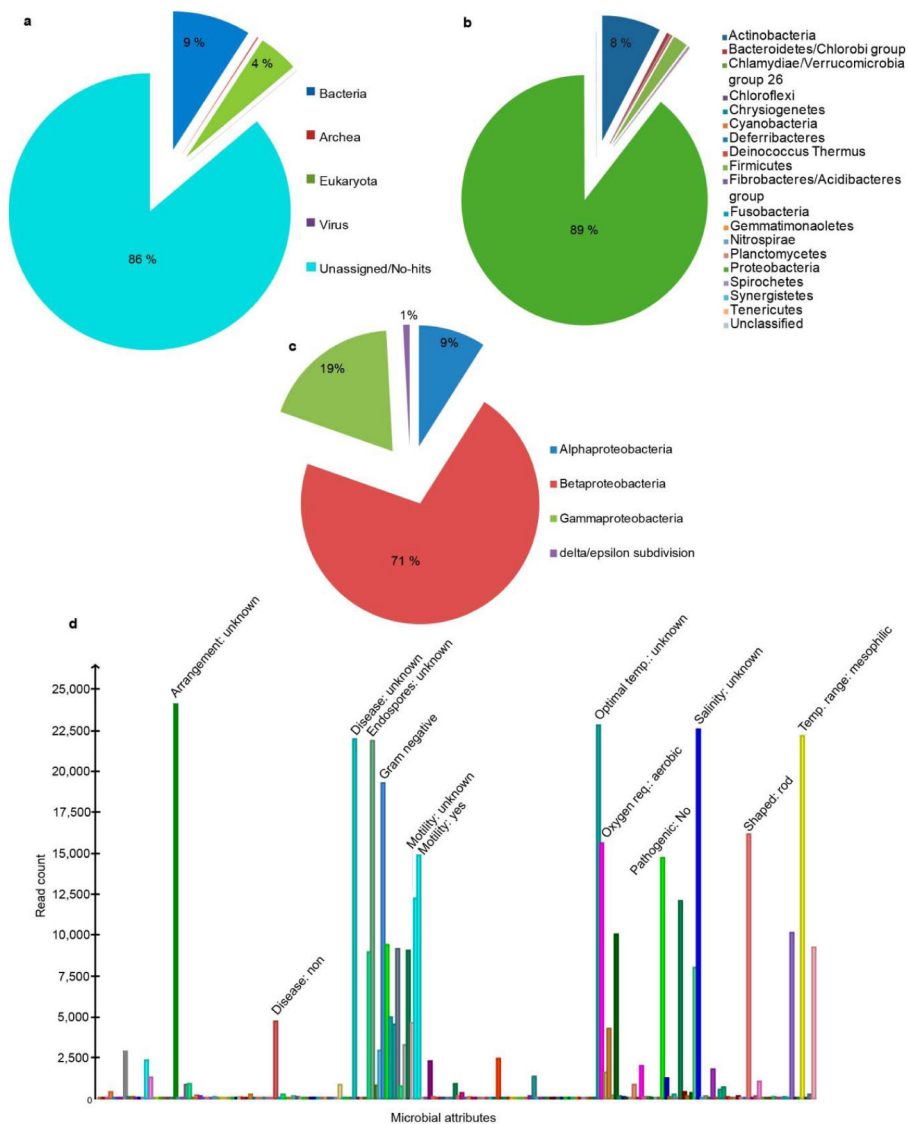 a
9 %
4 %
86 %
Bacteria
Archea
Eukaryota
Virus
Unassigned/No-hits
b
8 %
89 %
Actinobacteria
Bacteroidetes/Chlorobi group
Chlamydiae/Verrucomicrobia
group 26
Chloroflexi
Chrysiogenetes
Cyanobacteria
Deferribacteres
Deinococcus Thermus
Firmicutes
Fibrobacteres/Acidibacteres
group
Fusobacteria
Gemmatimonaoletes
Nitrospirae
Planctomycetes
Proteobacteria
Spirochetes
Synergistetes
Tenericutes
Unclassified
c
1%
9%
19%
71 %
Alphaproteobacteria
Betaproteobacteria
Gammaproteobacteria
delta/epsilon subdivision
d
Read count
25,000
22,500
20,000
17,500
15,000
12,500
10,000
7,500
5,000
2,500
0
Arrangement: unknown
Disease: non
Disease: unknown
Endospores: unknown
Gram negative
Motility: unknown
Motility: yes
Optimal temp.: unknown
Oxygen req.: aerobic
Pathogenic: No
Salinity: unknown
Shaped: rod
Temp. range: mesophilic
Microbial attributes